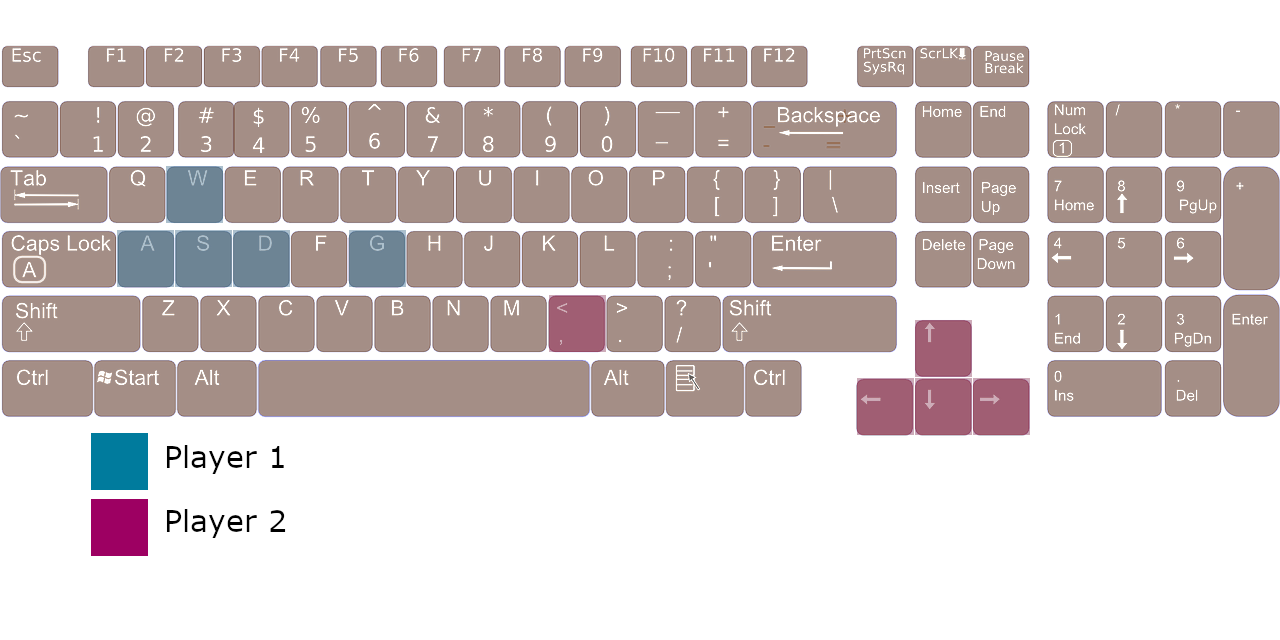 Esc F1 F2 F3 F4 F5 F6 F7 F8 F9 F10 F11 F12 PrtScn SysRq ScrLK Pause Break
~ ! @ # $ % ^ & * ( ) — + Backspace Home End Num Lock / * -
` 1 2 3 4 5 6 7 8 9 0 – = - = 1
Tab Q W E R T Y U I O P { } | Insert Page Up 7 8 9 +
[ ] \ Home ↑ PgUp
Caps Lock A S D F G H J K L : " Enter Delete Page Down 4 5 6
A ; ' ← →
Shift Z X C V B N M < > ? Shift ↑ 1 2 3 Enter
⇧ , . / ⇧ End ↓ PgDn
Ctrl Start Alt Alt Ctrl ← ↓ → 0 .
Ins Del
Player 1
Player 2